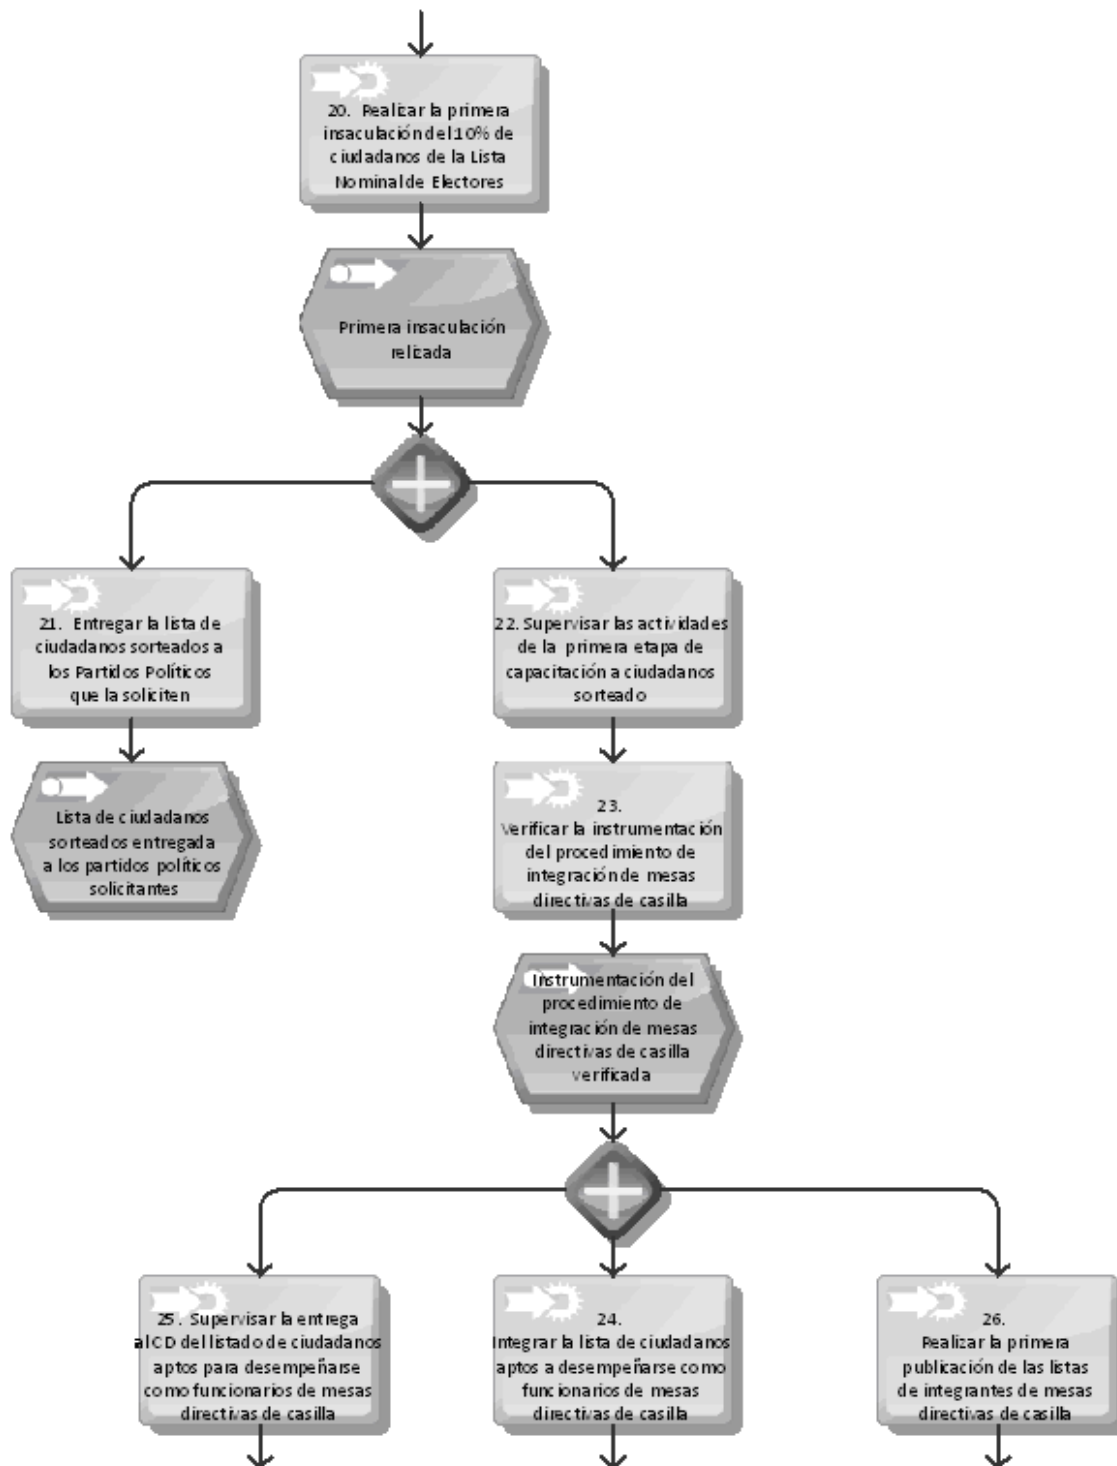 20. Realizar la primera
insaculación del 10% de
ciudadanos de la Lista
Nominal de Electores
Primera insaculación
relizada
21. Entregar la lista de
ciudadanos sorteados a
los Partidos Políticos
que la soliciten
22. Supervisar las actividades
de la primera etapa de
capacitación a ciudadanos
sorteado
Lista de ciudadanos
sorteados entregada
a los partidos políticos
solicitantes
23.
Verificar la instrumentación
del procedimiento de
integración de mesas
directivas de casilla
Instrumentación del
procedimiento de
integración de mesas
directivas de casilla
verificada
25. Supervisar la entrega
al CD del listado de ciudadanos
aptos para desempeñarse
como funcionarios de mesas
directivas de casilla
24.
Integrar la lista de ciudadanos
aptos a desempeñarse como
funcionarios de mesas
directivas de casilla
26.
Realizar la primera
publicación de las listas
de integrantes de mesas
directivas de casilla